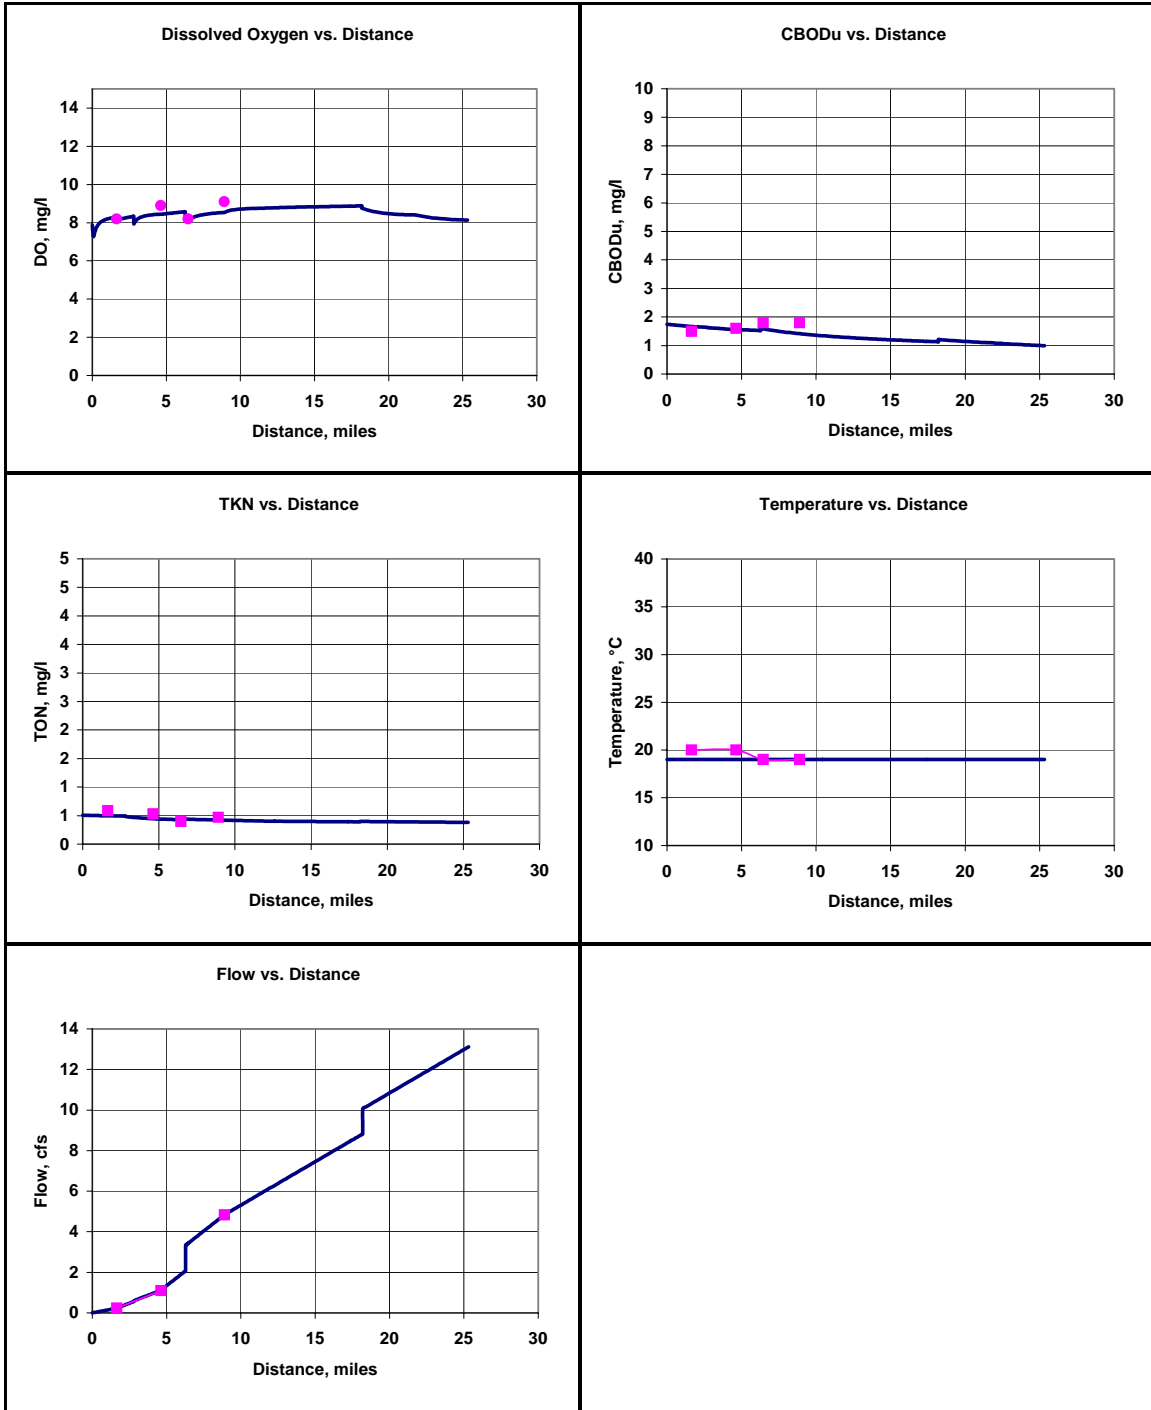 Dissolved Oxygen vs. Distance
14
12
10
8
6
4
2
0
DO, mg/l
0 5 10 15 20 25 30
Distance, miles
CBODu vs. Distance
10
9
8
7
6
5
4
3
2
1
0
CBODu, mg/l
0 5 10 15 20 25 30
Distance, miles
TKN vs. Distance
5
5
4
4
3
3
2
2
1
1
0
TON, mg/l
0 5 10 15 20 25 30
Distance, miles
Temperature vs. Distance
40
35
30
25
20
15
10
Temperature, °C
0 5 10 15 20 25 30
Distance, miles
Flow vs. Distance
14
12
10
8
6
4
2
0
Flow, cfs
0 5 10 15 20 25 30
Distance, miles